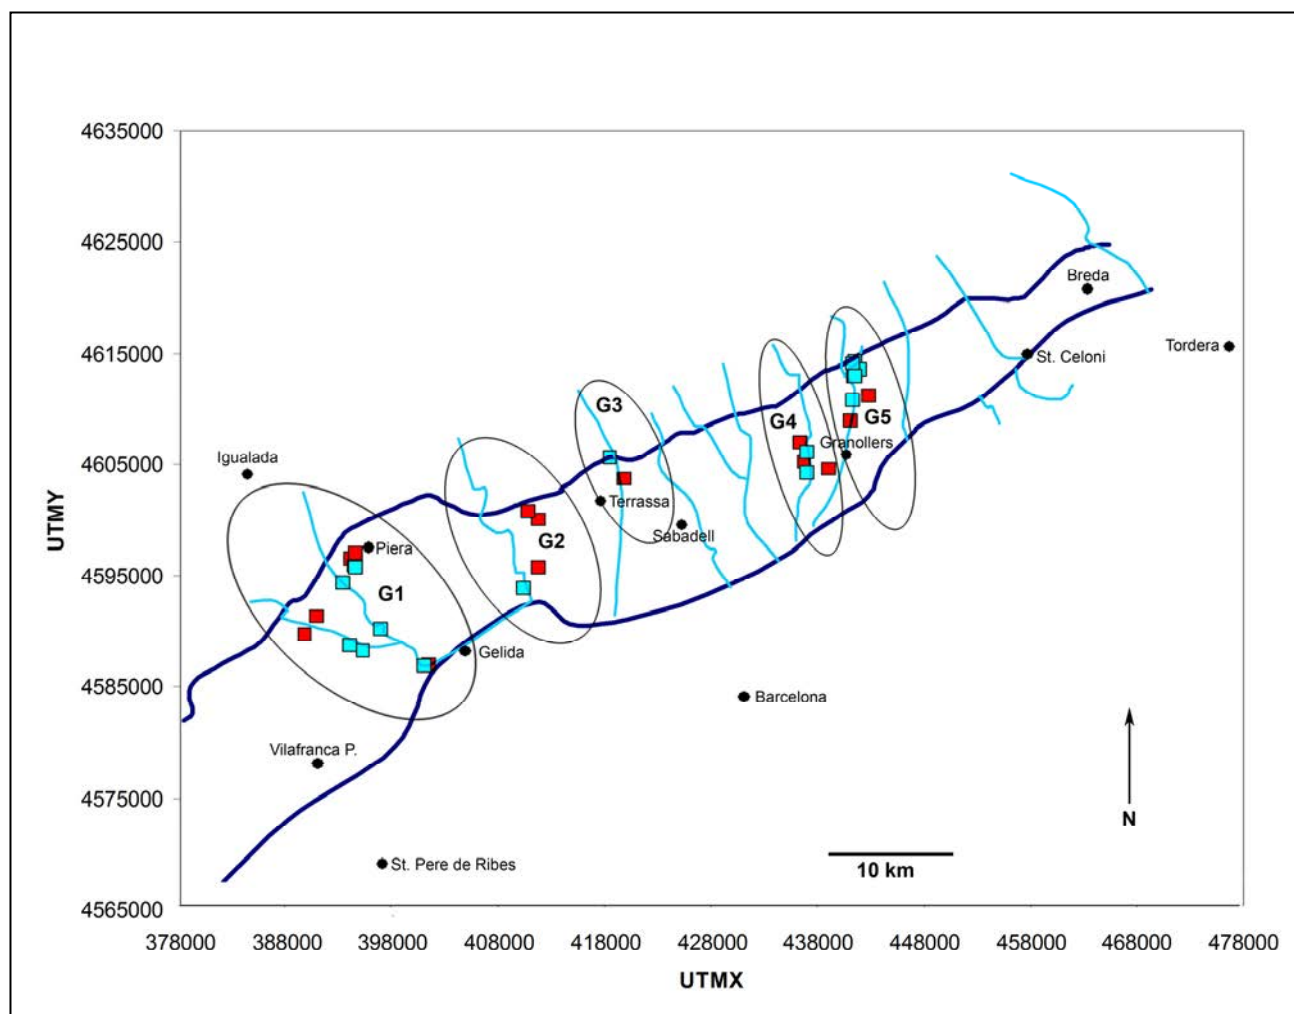 4635000
4625000
Breda
4615000
Tordera
St. Celoni
G3
G4
G5
Granollers
4605000
Igualada
Terrassa
Sabadell
UTMY
G2
Piera
4595000
G1
Gelida
4585000
Barcelona
Vilafranca P.
4575000
N
St. Pere de Ribes
10 km
4565000
378000 388000 398000 408000 418000 428000 438000 448000 458000 468000 478000
UTMX